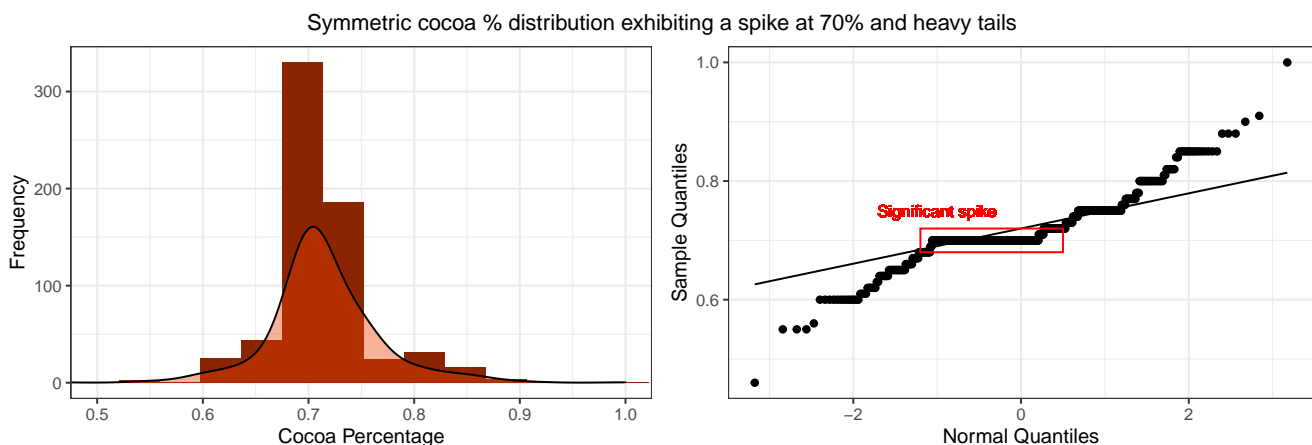 Symmetric cocoa % distribution exhibiting a spike at 70% and heavy tails
Frequency
300
200
100
0
0.5 0.6 0.7 0.8 0.9 1.0
Cocoa Percentage
Sample Quantiles
1.0
0.8
0.6
Significant spike
−2 0 2
Normal Quantiles